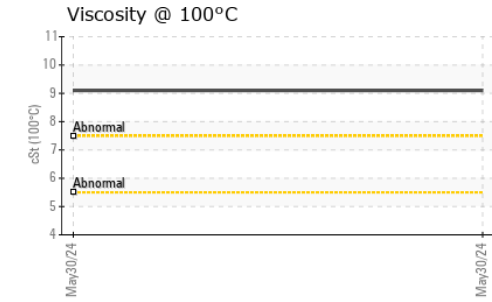 Viscosity @ 100°C
cSt (100°C)
11
10
9
8
7
6
5
4
Abnormal
Abnormal
May30/24
May30/24